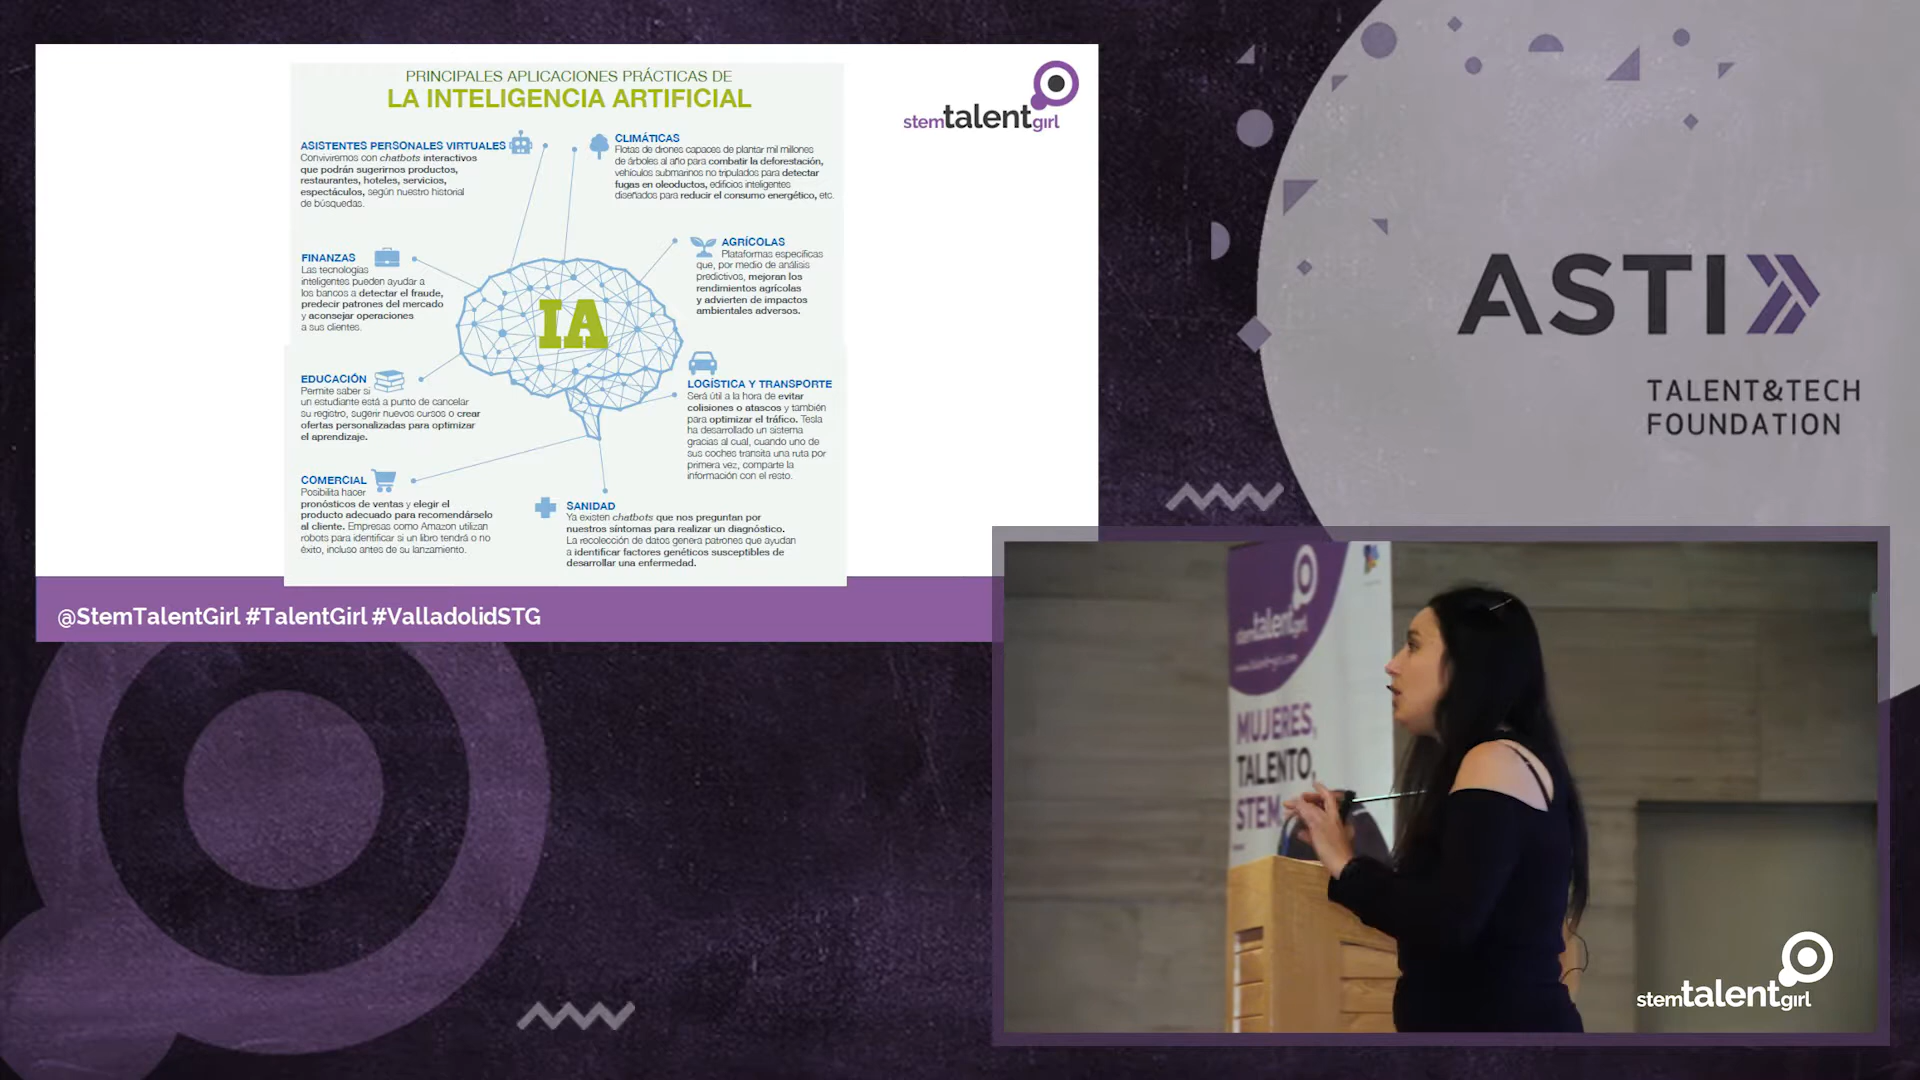 PRINCIPALES APLICACIONES PRÁCTICAS DE
LA INTELIGENCIA ARTIFICIAL
stemtalentgirl
ASISTENTES PERSONALES VIRTUALES
Conviviremos con chatbots interactivos
que podrán sugerirnos productos,
restaurantes, hoteles, servicios,
espectáculos, según nuestro historial
de búsquedas.
CLIMÁTICAS
Flotas de drones capaces de plantar mil millones
de árboles al año para combatir la deforestación,
vehículos submarinos no tripulados para detectar
fugas en oleoductos, edificios inteligentes
diseñados para reducir el consumo energético, etc.
FINANZAS
Las tecnologías
inteligentes pueden ayudar a
los bancos a detectar el fraude,
predecir patrones del mercado
y aconsejar operaciones
a sus clientes.
AGRÍCOLAS
Plataformas específicas
que, por medio de análisis
predictivos, mejoran los
rendimientos agrícolas
y advierten de impactos
ambientales adversos.
IA
EDUCACIÓN
Permite saber si
un estudiante está a punto de cancelar
su registro, sugerir nuevos cursos o crear
ofertas personalizadas para optimizar
el aprendizaje.
LOGÍSTICA Y TRANSPORTE
Será útil a la hora de evitar
colisiones o atascos y también
para optimizar el tráfico. Tesla
ha desarrollado un sistema
gracias al cual, cuando uno de
sus coches transita una ruta por
primera vez, comparte la
información con el resto.
COMERCIAL
Posibilita hacer
pronósticos de ventas y elegir el
producto adecuado para recomendárselo
al cliente. Empresas como Amazon utilizan
robots para identificar si un libro tendrá o no
éxito, incluso antes de su lanzamiento.
SANIDAD
Ya existen chatbots que nos preguntan por
nuestros síntomas para realizar un diagnóstico.
La recolección de datos genera patrones que ayudan
a identificar factores genéticos susceptibles de
desarrollar una enfermedad.
@StemTalentGirl #TalentGirl #ValladolidSTG
ASTI
TALENT&TECH
FOUNDATION
stemtalentgirl
MUJERES,
TALENTO,
STEM
stemtalentgirl